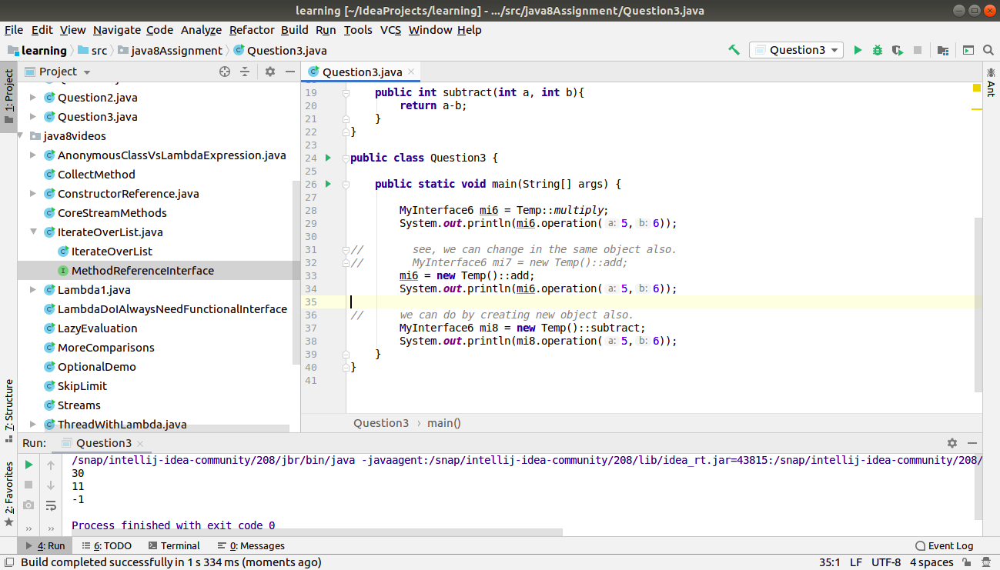 learning [~/IdeaProjects/learning] - .../src/java8Assignment/Question3.java
File Edit View Navigate Code Analyze Refactor Build Run Tools VCS Window Help
learning src java8Assignment Question3.java
Question3
1: Project
7: Structure
2: Favorites
Project
Question2.java
Question3.java
java8videos
AnonymousClassVsLambdaExpression.java
CollectMethod
ConstructorReference.java
CoreStreamMethods
IterateOverList.java
IterateOverList
MethodReferenceInterface
Lambda1.java
LambdaDoIAlwaysNeedFunctionalInterface
LazyEvaluation
MoreComparisons
OptionalDemo
SkipLimit
Streams
ThreadWithLambda.java
Question3.java
19 public int subtract(int a, int b){
20 return a-b;
21 }
22 }
23
24 public class Question3 {
25
26 public static void main(String[] args) {
27
28 MyInterface6 mi6 = Temp::multiply;
29 System.out.println(mi6.operation( a: 5, b: 6));
30
31 // see, we can change in the same object also.
32 // MyInterface6 mi7 = new Temp()::add;
33 mi6 = new Temp()::add;
34 System.out.println(mi6.operation( a: 5, b: 6));
35
36 // we can do by creating new object also.
37 MyInterface6 mi8 = new Temp()::subtract;
38 System.out.println(mi8.operation( a: 5, b: 6));
39 }
40 }
41
Question3 › main()
Ant
Run: Question3
/snap/intellij-idea-community/208/jbr/bin/java -javaagent:/snap/intellij-idea-community/208/lib/idea_rt.jar=43815:/snap/intellij-idea-community/208/
30
11
-1
Process finished with exit code 0
4: Run 6: TODO Terminal 0: Messages Event Log
Build completed successfully in 1 s 334 ms (moments ago) 35:1 LF UTF-8 4 spaces